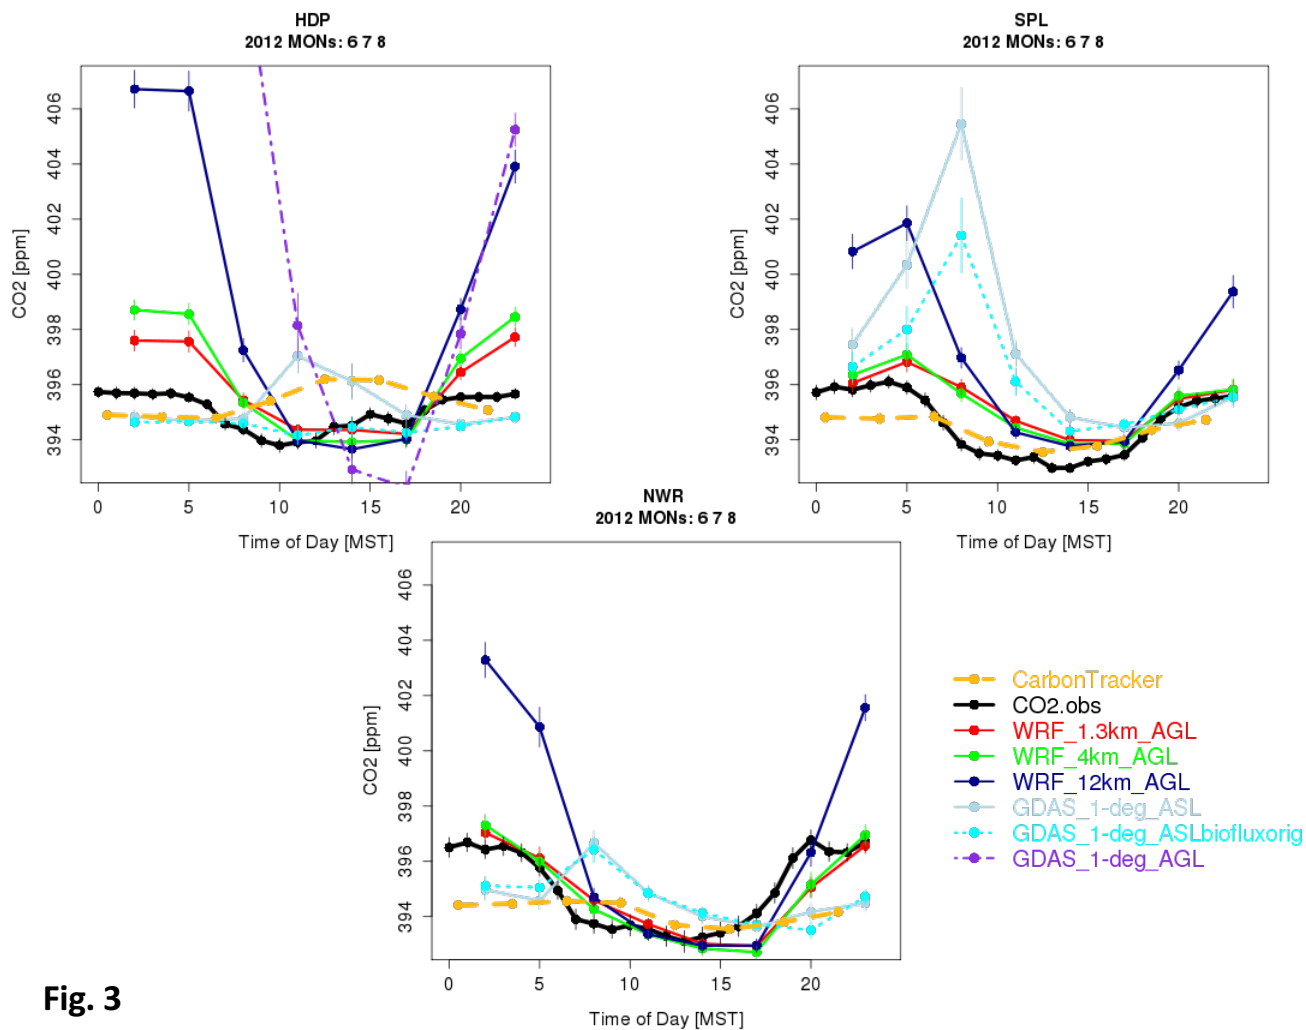 HDP
2012 MONs: 6 7 8
CO2 [ppm]
394 396 398 400 402 404 406
0 5 10 15 20
Time of Day [MST]
SPL
2012 MONs: 6 7 8
CO2 [ppm]
394 396 398 400 402 404 406
0 5 10 15 20
Time of Day [MST]
NWR
2012 MONs: 6 7 8
CO2 [ppm]
394 396 398 400 402 404 406
0 5 10 15 20
Time of Day [MST]
CarbonTracker
CO2.obs
WRF_1.3km_AGL
WRF_4km_AGL
WRF_12km_AGL
GDAS_1-deg_ASL
GDAS_1-deg_ASLbiofluxorig
GDAS_1-deg_AGL
Fig. 3